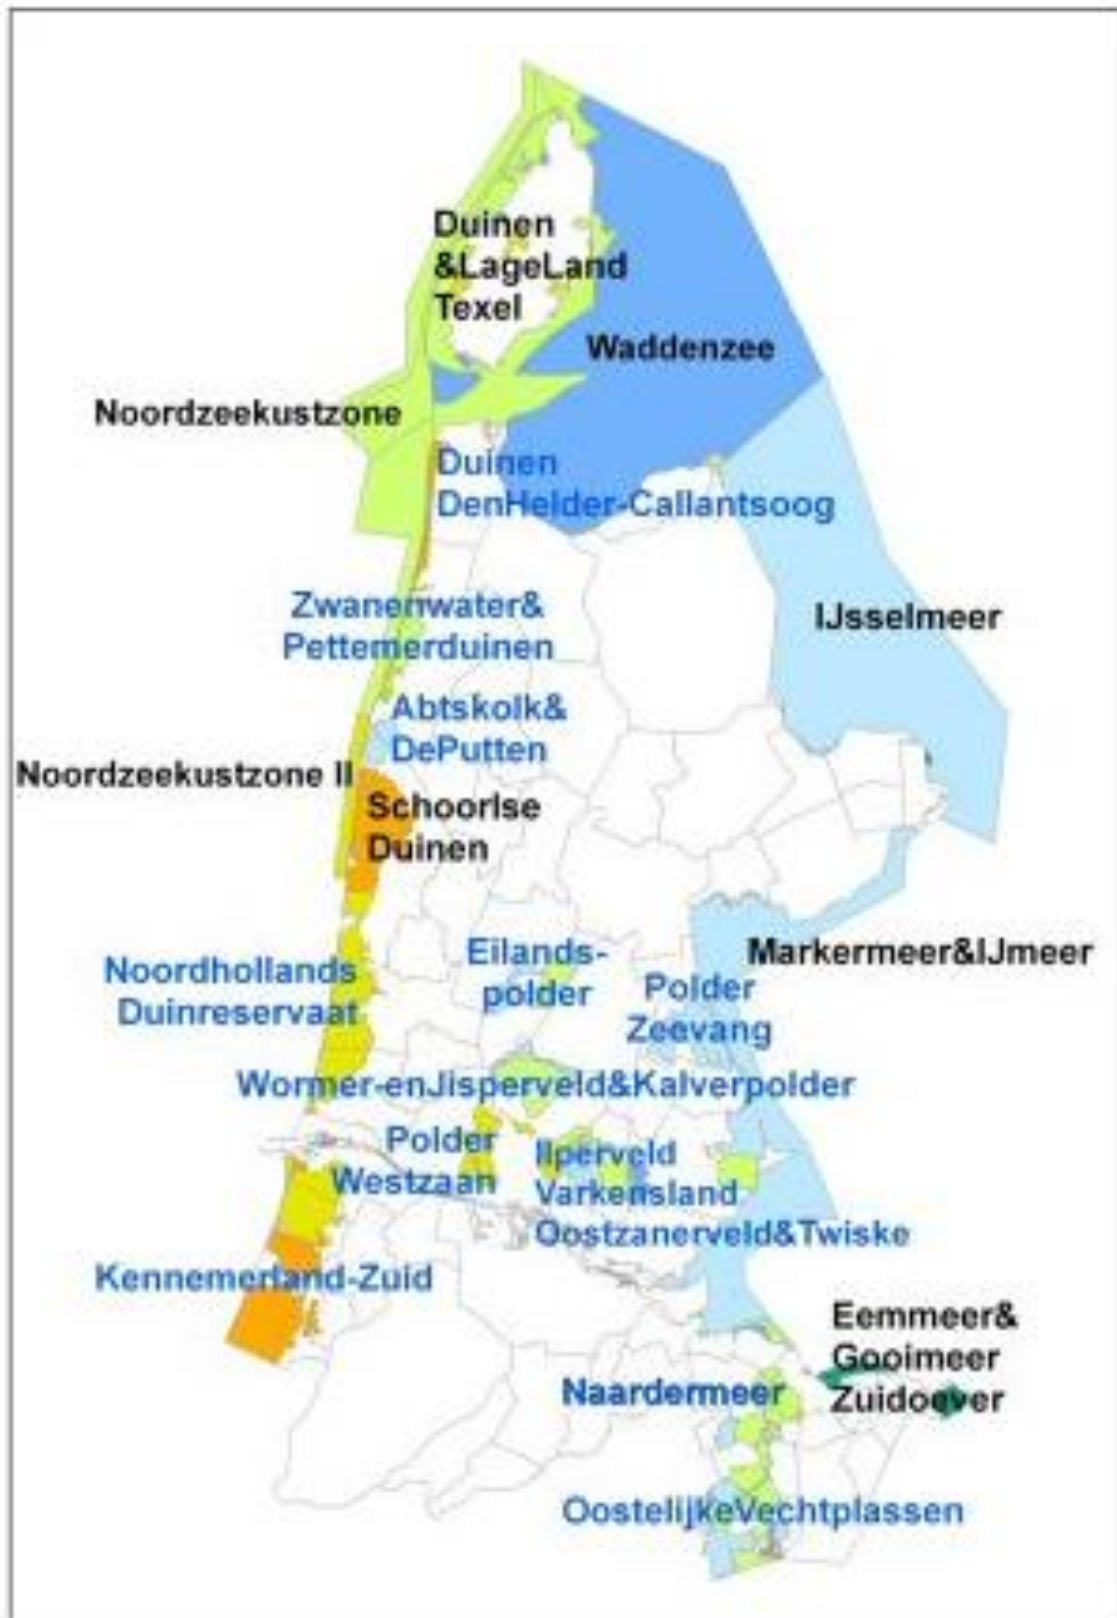 Duinen
&LageLand
Texel
Waddenzee
Noordzeekustzone
Duinen
DenHelder-Callantsoog
Zwanenwater&
Pettemerduinen
IJsselmeer
Abtskolk&
DePutten
Noordzeekustzone II
Schoorlse
Duinen
Noordhollands
Duinreservaat
Eilands-
polder
Markermeer&IJmeer
Polder
Zeevang
Wormer-enJisperveld&Kalverpolder
Polder
Westzaan
Ilperveld
Varkensland
Oostzanerveld&Twiske
Kennemerland-Zuid
Eemmeer&
Gooimeer
Zuidoever
Naardermeer
OostelijkeVechtplassen